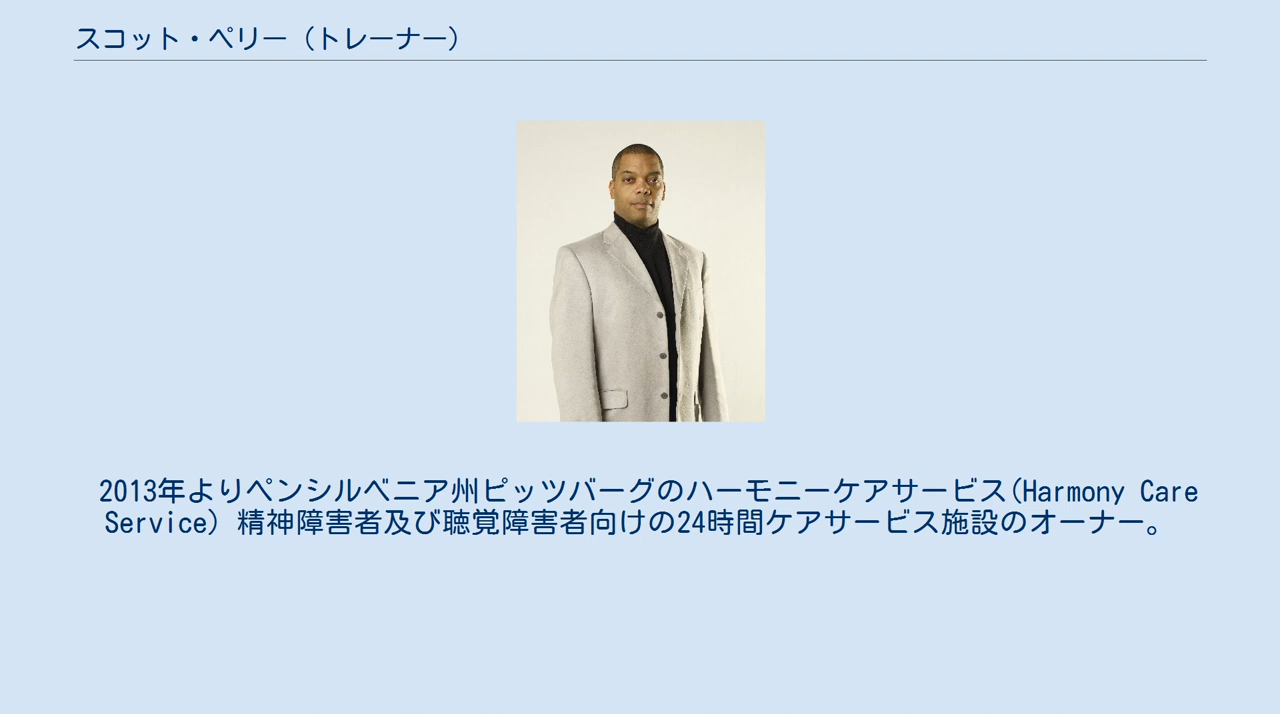 スコット・ペリー（トレーナー）
2013年よりペンシルベニア州ピッツバーグのハーモニーケアサービス(Harmony Care
Service) 精神障害者及び聴覚障害者向けの24時間ケアサービス施設のオーナー。